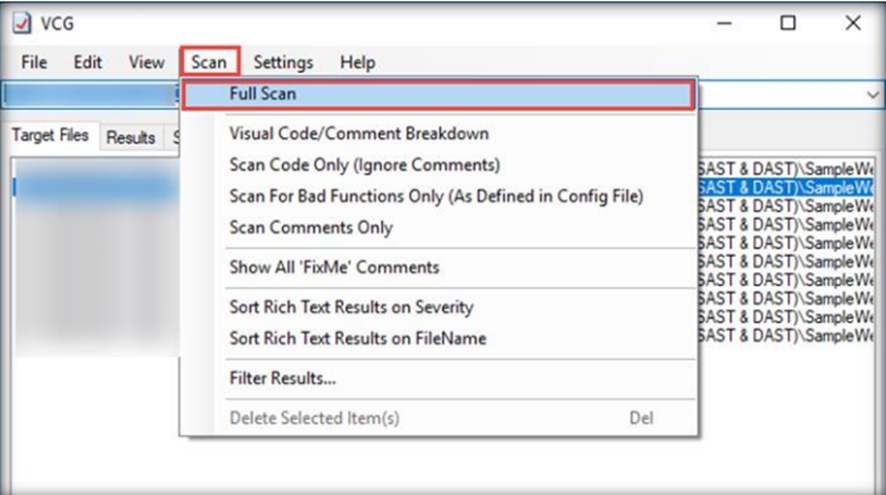 VCG
File Edit View Scan Settings Help
Full Scan
Target Files Results S
Visual Code/Comment Breakdown
Scan Code Only (Ignore Comments)
Scan For Bad Functions Only (As Defined in Config File)
Scan Comments Only
Show All 'FixMe' Comments
Sort Rich Text Results on Severity
Sort Rich Text Results on FileName
Filter Results...
Delete Selected Item(s) Del
SAST & DAST)\SampleWe
SAST & DAST)\SampleWe
SAST & DAST)\SampleWe
SAST & DAST)\SampleWe
SAST & DAST)\SampleWe
SAST & DAST)\SampleWe
SAST & DAST)\SampleWe
SAST & DAST)\SampleWe
SAST & DAST)\SampleWe
SAST & DAST)\SampleWe